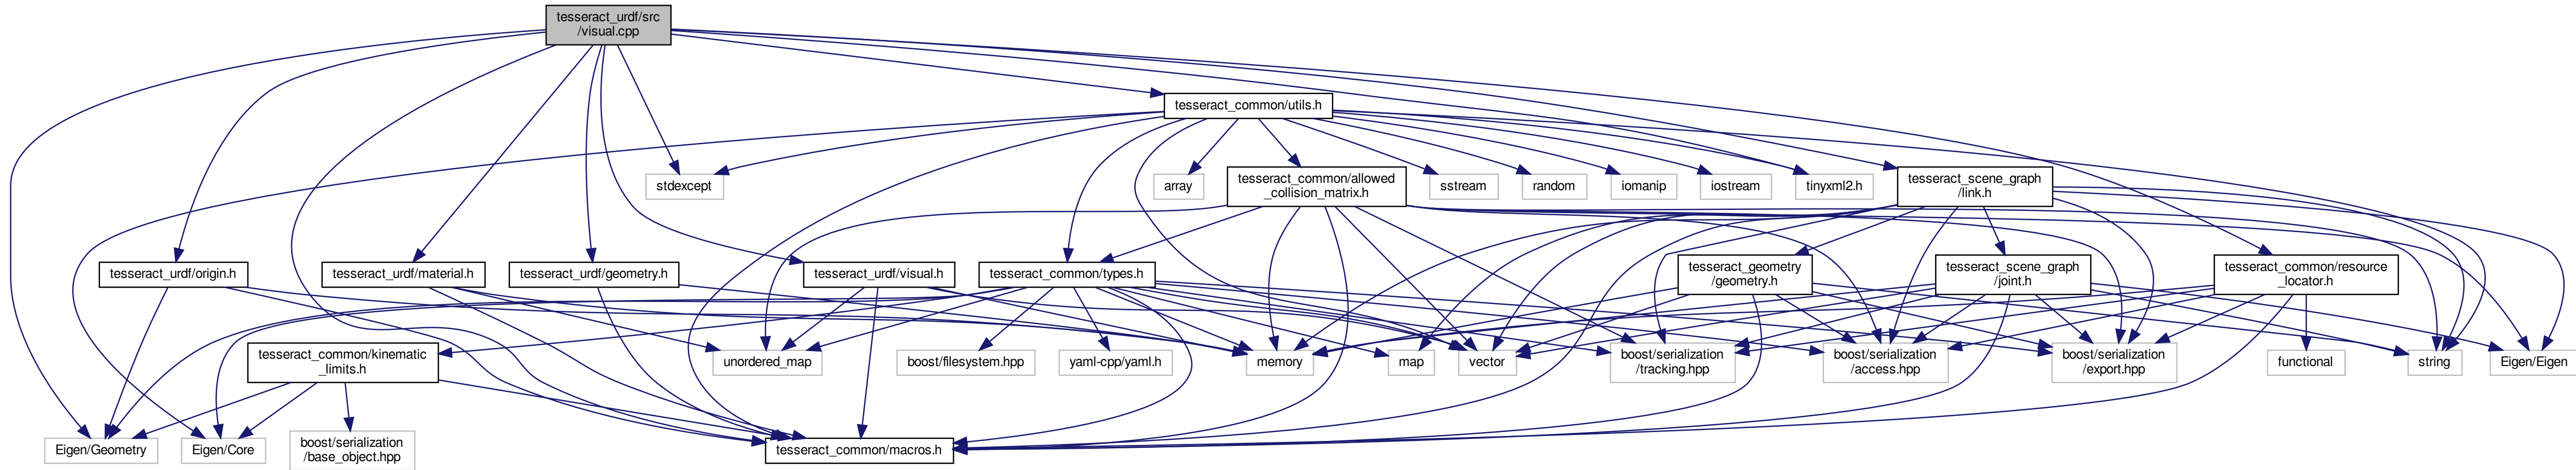 tesseract_urdf/src
/visual.cpp
tesseract_common/utils.h
stdexcept
array
tesseract_common/allowed
_collision_matrix.h
sstream
random
iomanip
iostream
tinyxml2.h
tesseract_scene_graph
/link.h
tesseract_urdf/origin.h
tesseract_urdf/material.h
tesseract_urdf/geometry.h
tesseract_urdf/visual.h
tesseract_common/types.h
tesseract_geometry
/geometry.h
tesseract_scene_graph
/joint.h
tesseract_common/resource
_locator.h
tesseract_common/kinematic
_limits.h
unordered_map
boost/filesystem.hpp
yaml-cpp/yaml.h
memory
map
vector
boost/serialization
/tracking.hpp
boost/serialization
/access.hpp
boost/serialization
/export.hpp
functional
string
Eigen/Eigen
Eigen/Geometry
Eigen/Core
boost/serialization
/base_object.hpp
tesseract_common/macros.h